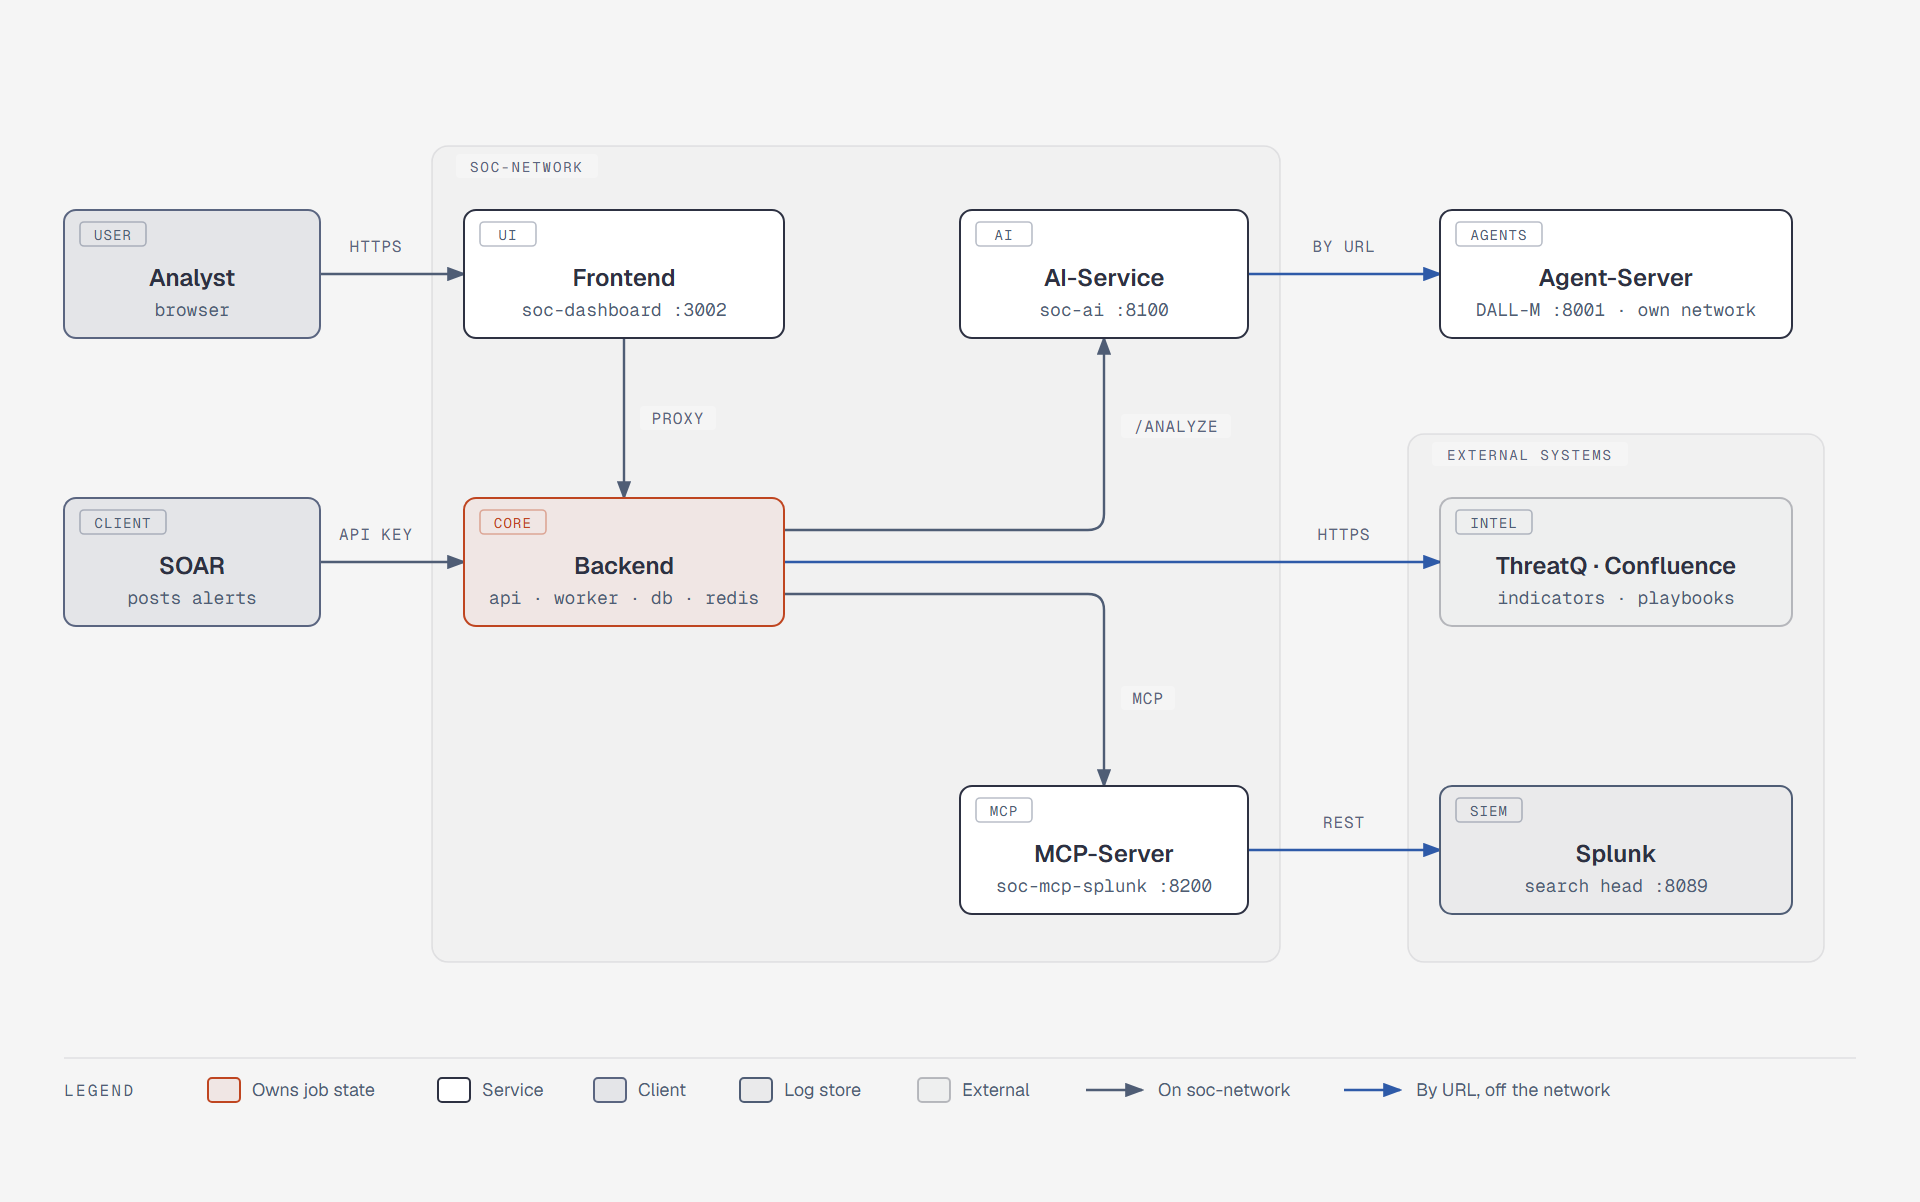 SOC-NETWORK
USER
Analyst
browser
HTTPS
UI
Frontend
soc-dashboard :3002
AI
AI-Service
soc-ai :8100
BY URL
AGENTS
Agent-Server
DALL-M :8001 · own network
PROXY
/ANALYZE
EXTERNAL SYSTEMS
CLIENT
SOAR
posts alerts
API KEY
CORE
Backend
api · worker · db · redis
HTTPS
INTEL
ThreatQ · Confluence
indicators · playbooks
MCP
MCP
MCP-Server
soc-mcp-splunk :8200
REST
SIEM
Splunk
search head :8089
LEGEND
Owns job state
Service
Client
Log store
External
On soc-network
By URL, off the network